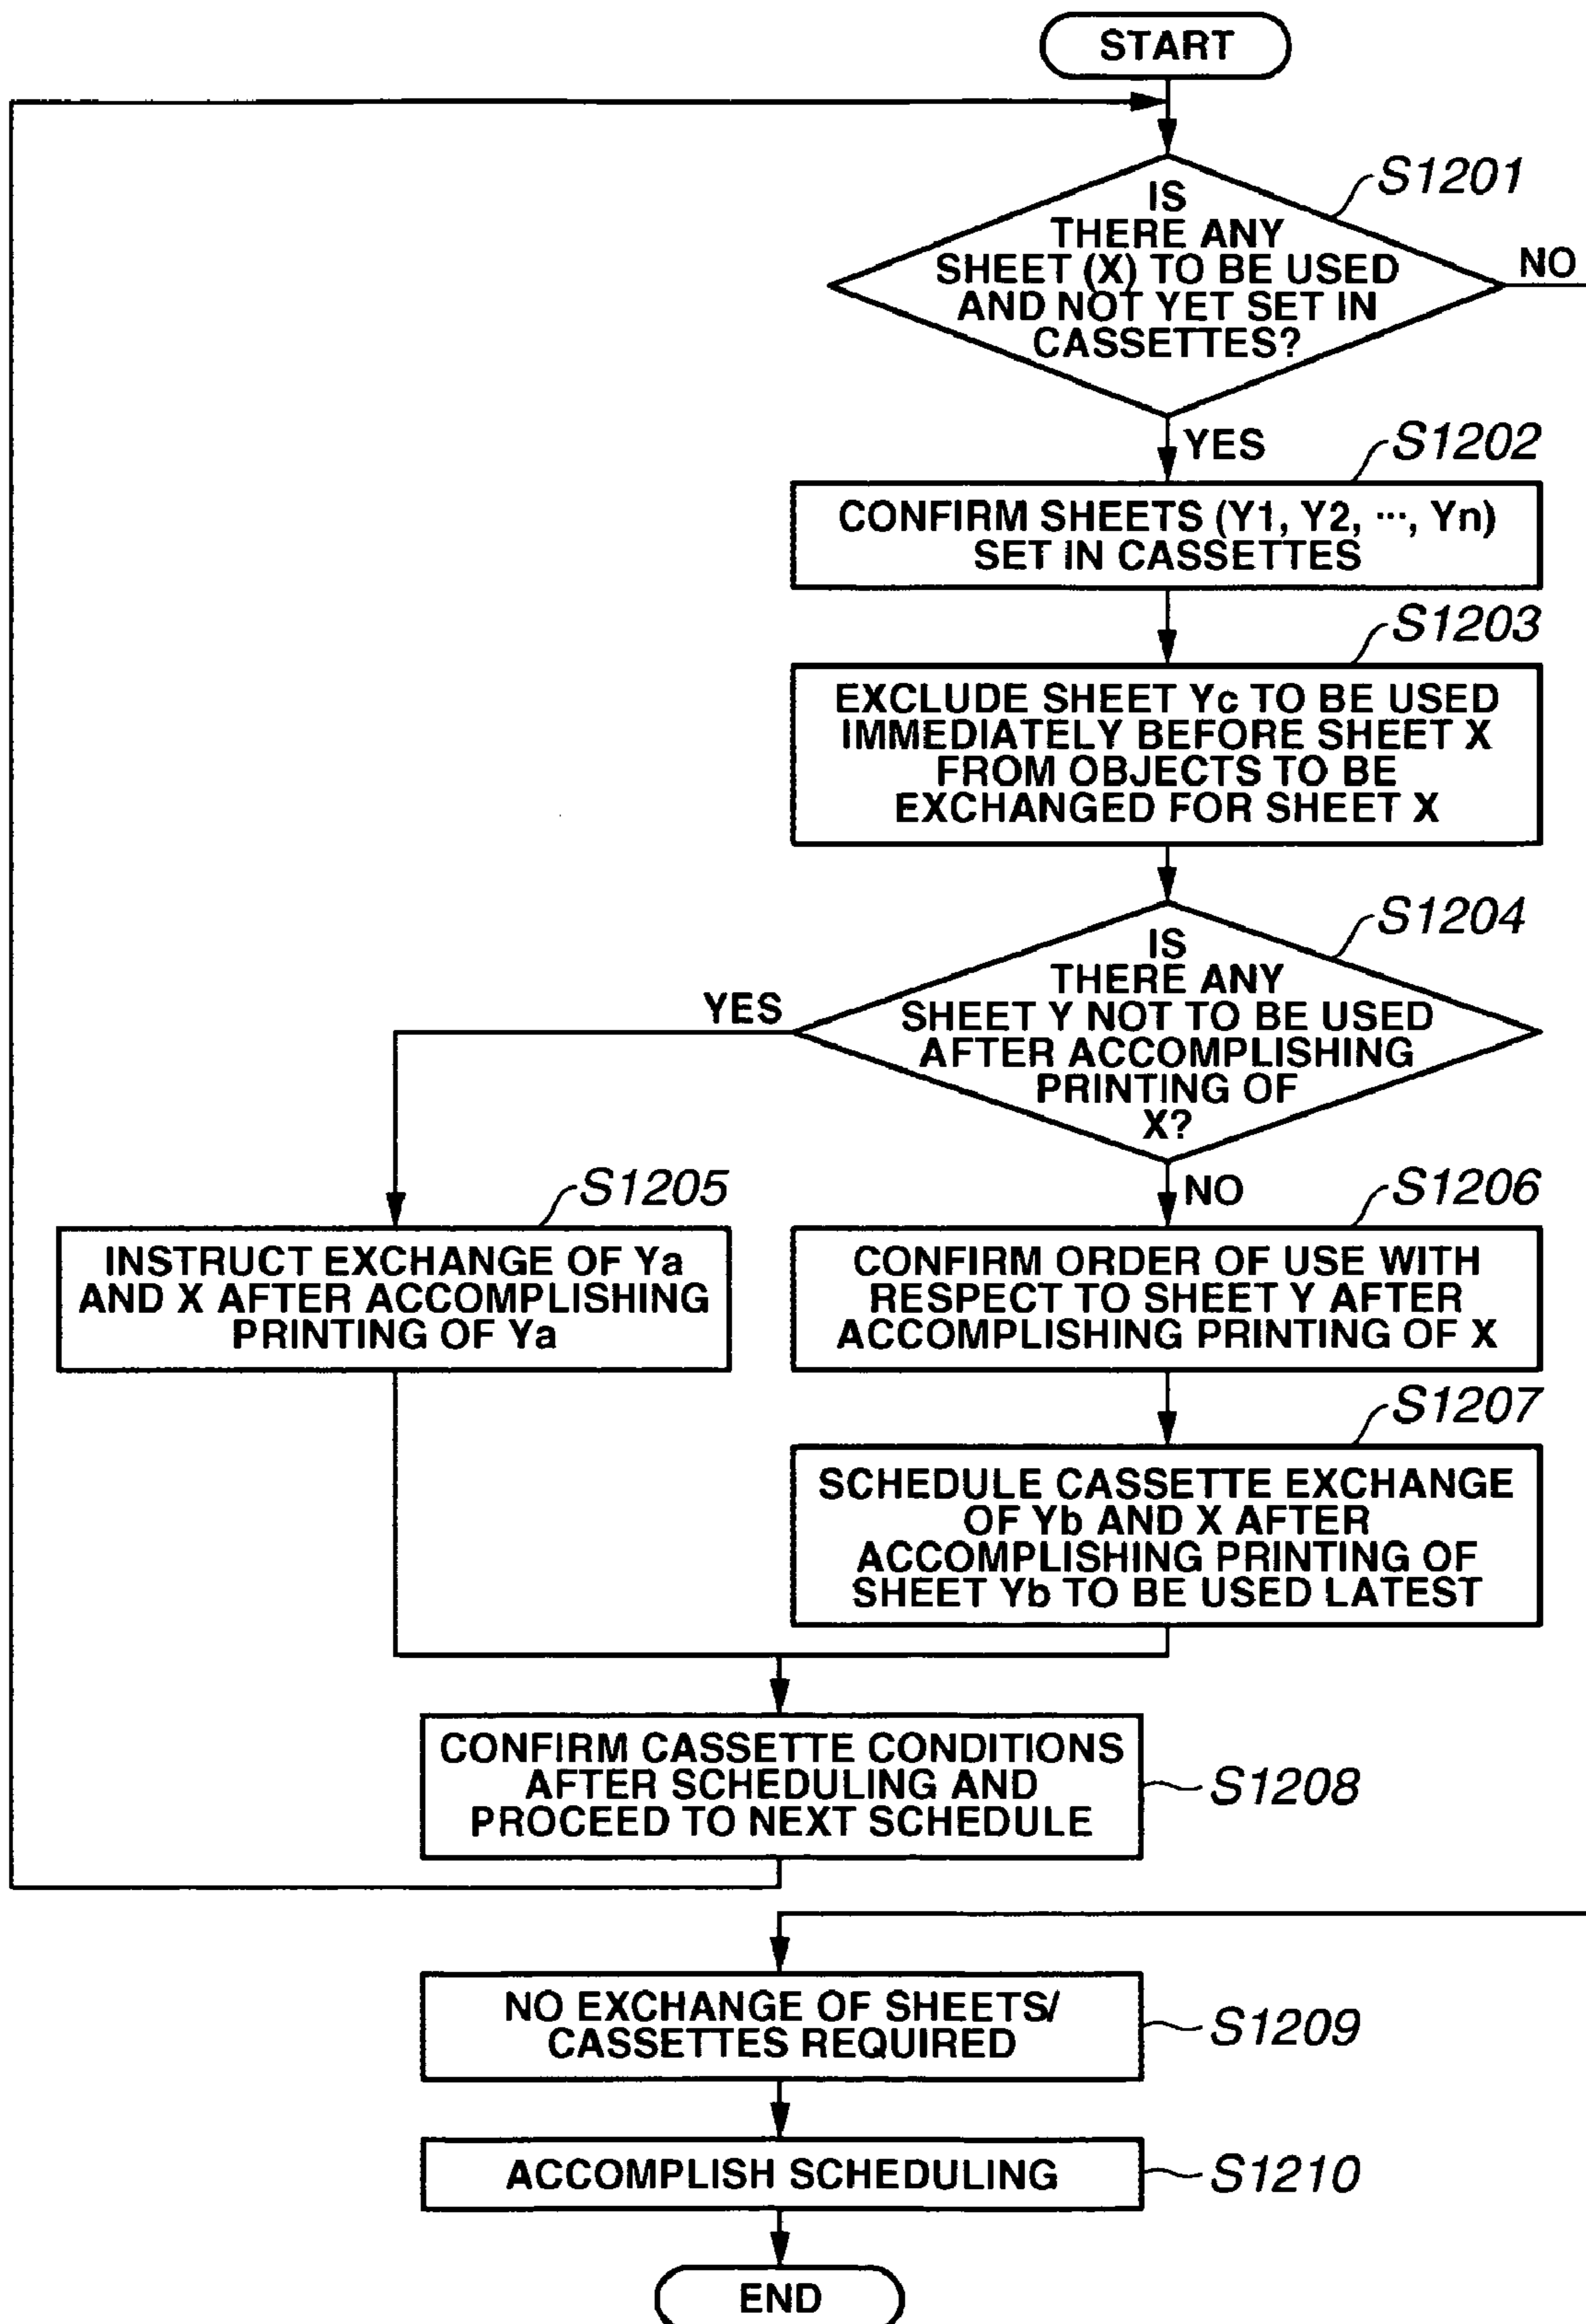 START
S1201
IS
THERE ANY
SHEET (X) TO BE USED
AND NOT YET SET IN
CASSETTES?
NO
YES
S1202
CONFIRM SHEETS (Y1, Y2, ···, Yn)
SET IN CASSETTES
S1203
EXCLUDE SHEET Yc TO BE USED
IMMEDIATELY BEFORE SHEET X
FROM OBJECTS TO BE
EXCHANGED FOR SHEET X
S1204
IS
THERE ANY
SHEET Y NOT TO BE USED
AFTER ACCOMPLISHING
PRINTING OF
X?
YES
NO
S1205
INSTRUCT EXCHANGE OF Ya
AND X AFTER ACCOMPLISHING
PRINTING OF Ya
S1206
CONFIRM ORDER OF USE WITH
RESPECT TO SHEET Y AFTER
ACCOMPLISHING PRINTING OF X
S1207
SCHEDULE CASSETTE EXCHANGE
OF Yb AND X AFTER
ACCOMPLISHING PRINTING OF
SHEET Yb TO BE USED LATEST
CONFIRM CASSETTE CONDITIONS
AFTER SCHEDULING AND
PROCEED TO NEXT SCHEDULE
S1208
NO EXCHANGE OF SHEETS/
CASSETTES REQUIRED
S1209
ACCOMPLISH SCHEDULING
S1210
END